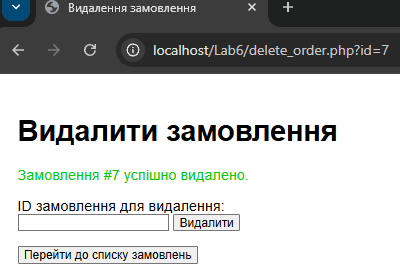 Видалення замовлення
localhost/Lab6/delete_order.php?id=7
Видалити замовлення
Замовлення #7 успішно видалено.
ID замовлення для видалення:
Видалити
Перейти до списку замовлень